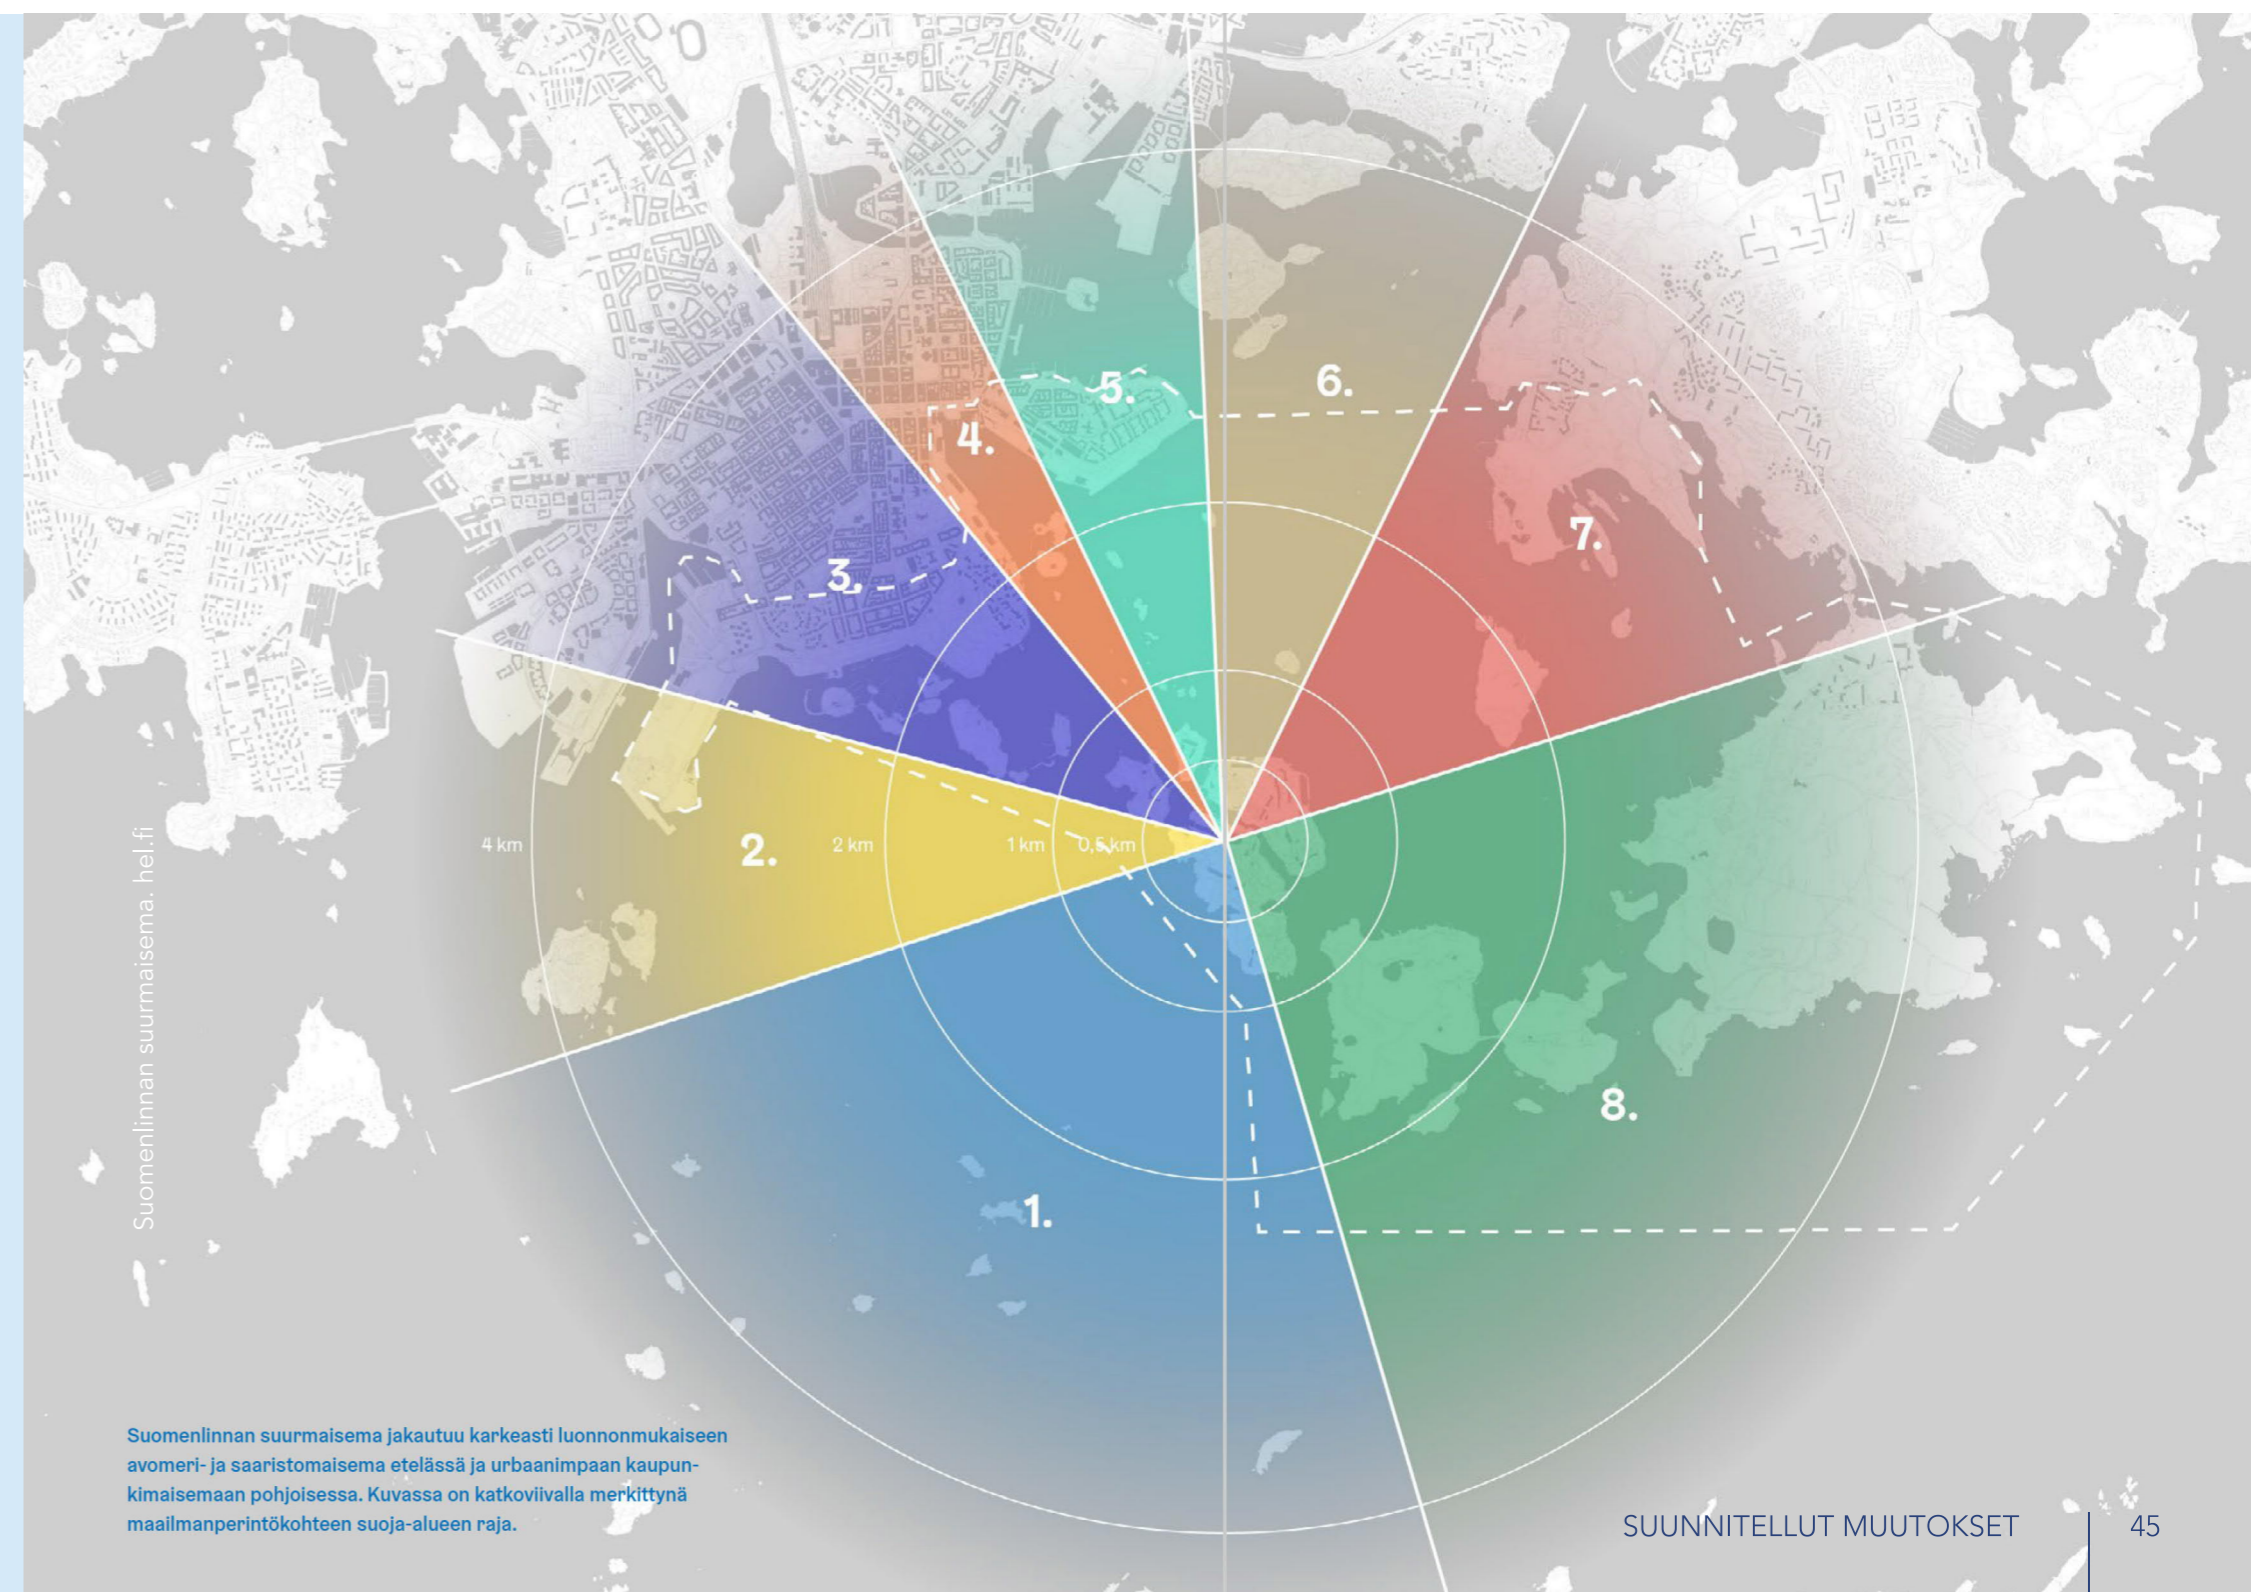 5.
6.
4.
7.
3.
4 km
2.
2 km
1 km
0,5 km
8.
1.
Suomenlinnan suurmaisema. hel.fi
Suomenlinnan suurmaisema jakautuu karkeasti luonnonmukaiseen
avomeri- ja saaristomaisema etelässä ja urbaanimpaan kaupun-
kimaisemaan pohjoisessa. Kuvassa on katkoviivalla merkittynä
maailmanperintökohteen suoja-alueen raja.
SUUNNITELLUT MUUTOKSET
45